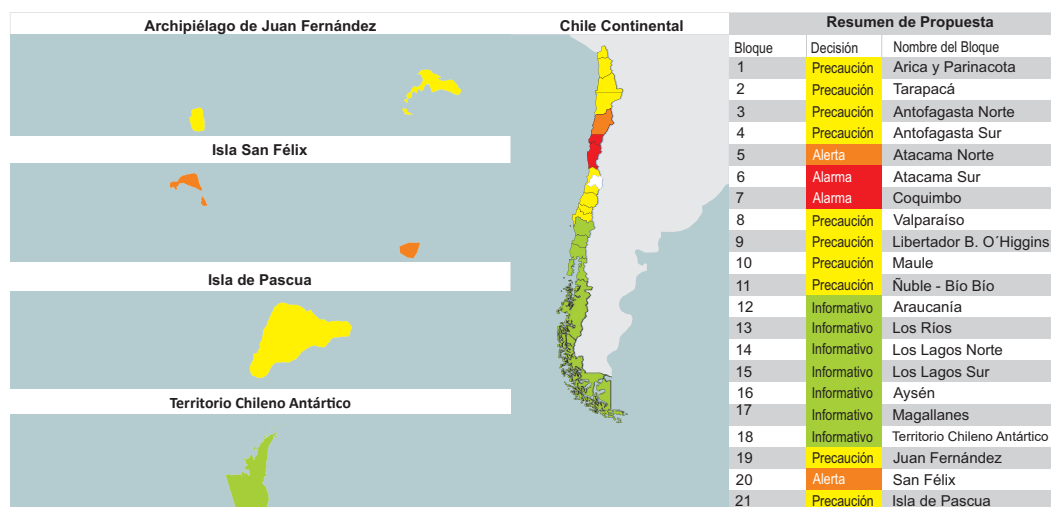 Archipiélago de Juan Fernández
Isla San Félix
Isla de Pascua
Territorio Chileno Antártico
Chile Continental
Resumen de Propuesta
Bloque Decisión Nombre del Bloque
1 Precaución Arica y Parinacota
2 Precaución Tarapacá
3 Precaución Antofagasta Norte
4 Precaución Antofagasta Sur
5 Alerta Atacama Norte
6 Alarma Atacama Sur
7 Alarma Coquimbo
8 Precaución Valparaíso
9 Precaución Libertador B. O´Higgins
10 Precaución Maule
11 Precaución Ñuble - Bío Bío
12 Informativo Araucanía
13 Informativo Los Ríos
14 Informativo Los Lagos Norte
15 Informativo Los Lagos Sur
16 Informativo Aysén
17 Informativo Magallanes
18 Informativo Territorio Chileno Antártico
19 Precaución Juan Fernández
20 Alerta San Félix
21 Precaución Isla de Pascua